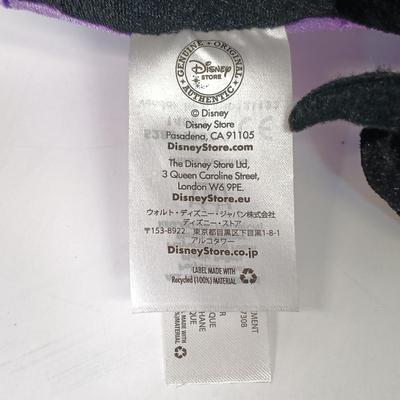 GENUINE · ORIGINAL
Disney
STORE
AUTHENTIC
© Disney
Disney Store
Pasadena, CA 91105
DisneyStore.com
The Disney Store Ltd,
3 Queen Caroline Street,
London W6 9PE.
DisneyStore.eu
ウォルト・ディズニー・ジャパン株式会社
ディズニー・ストア
〒153-8922 東京都目黒区下目黒1-8-1
アルコタワー
DisneyStore.co.jp
LABEL MADE WITH
Recycled (100%) MATERIAL
MATERIAL